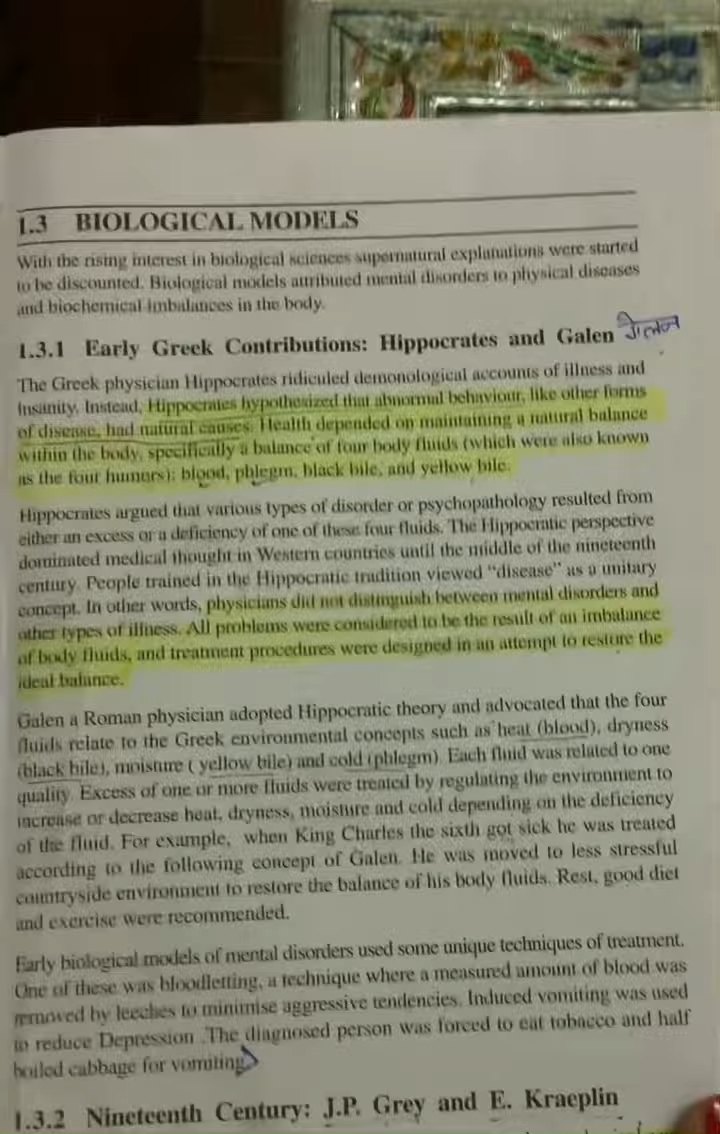 1.3 BIOLOGICAL MODELS
With the rising interest in biological sciences supernatural explanations were started
to be discounted. Biological models attributed mental disorders to physical diseases
and biochemical imbalances in the body.
1.3.1 Early Greek Contributions: Hippocrates and Galen गेलन
The Greek physician Hippocrates ridiculed demonological accounts of illness and
insanity. Instead, Hippocrates hypothesized that abnormal behaviour, like other forms
of disease, had natural causes. Health depended on maintaining a natural balance
within the body, specifically a balance of four body fluids (which were also known
as the four humors): blood, phlegm, black bile, and yellow bile.
Hippocrates argued that various types of disorder or psychopathology resulted from
either an excess or a deficiency of one of these four fluids. The Hippocratic perspective
dominated medical thought in Western countries until the middle of the nineteenth
century. People trained in the Hippocratic tradition viewed “disease” as a unitary
concept. In other words, physicians did not distinguish between mental disorders and
other types of illness. All problems were considered to be the result of an imbalance
of body fluids, and treatment procedures were designed in an attempt to restore the
ideal balance.
Galen a Roman physician adopted Hippocratic theory and advocated that the four
fluids relate to the Greek environmental concepts such as heat (blood), dryness
(black bile), moisture ( yellow bile) and cold (phlegm). Each fluid was related to one
quality. Excess of one or more fluids were treated by regulating the environment to
increase or decrease heat, dryness, moisture and cold depending on the deficiency
of the fluid. For example, when King Charles the sixth got sick he was treated
according to the following concept of Galen. He was moved to less stressful
countryside environment to restore the balance of his body fluids. Rest, good diet
and exercise were recommended.
Early biological models of mental disorders used some unique techniques of treatment.
One of these was bloodletting, a technique where a measured amount of blood was
removed by leeches to minimise aggressive tendencies. Induced vomiting was used
to reduce Depression .The diagnosed person was forced to eat tobacco and half
boiled cabbage for vomiting.
1.3.2 Nineteenth Century: J.P. Grey and E. Kraeplin